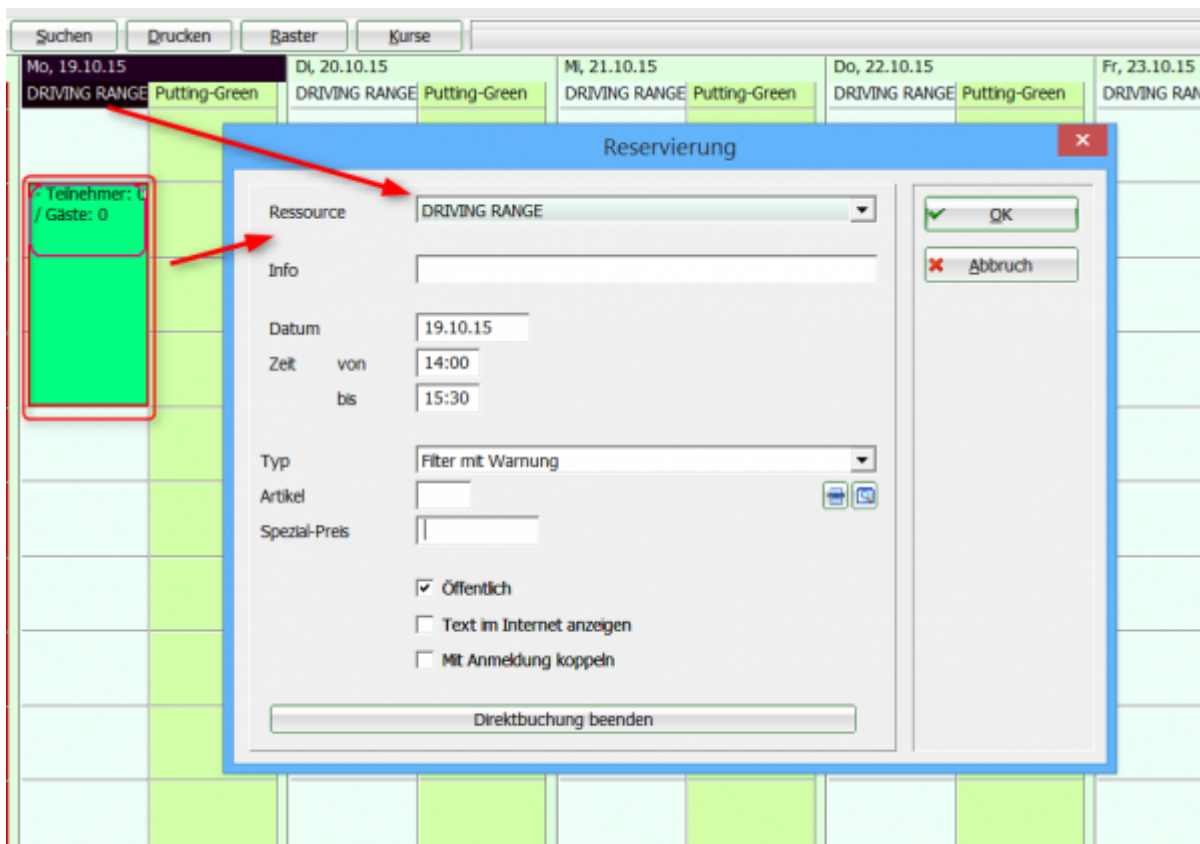 Suchen Drucken Raster Kurse
Mo, 19.10.15 Di, 20.10.15 Mi, 21.10.15 Do, 22.10.15 Fr, 23.10.15
DRIVING RANGE Putting-Green DRIVING RANGE Putting-Green DRIVING RANGE Putting-Green DRIVING RANGE Putting-Green DRIVING RAN
- Teilnehmer: 0
/ Gäste: 0
Reservierung
Ressource DRIVING RANGE
OK
Info
Abbruch
Datum 19.10.15
Zeit von 14:00
bis 15:30
Typ Filter mit Warnung
Artikel
Spezial-Preis
Öffentlich
Text im Internet anzeigen
Mit Anmeldung koppeln
Direktbuchung beenden